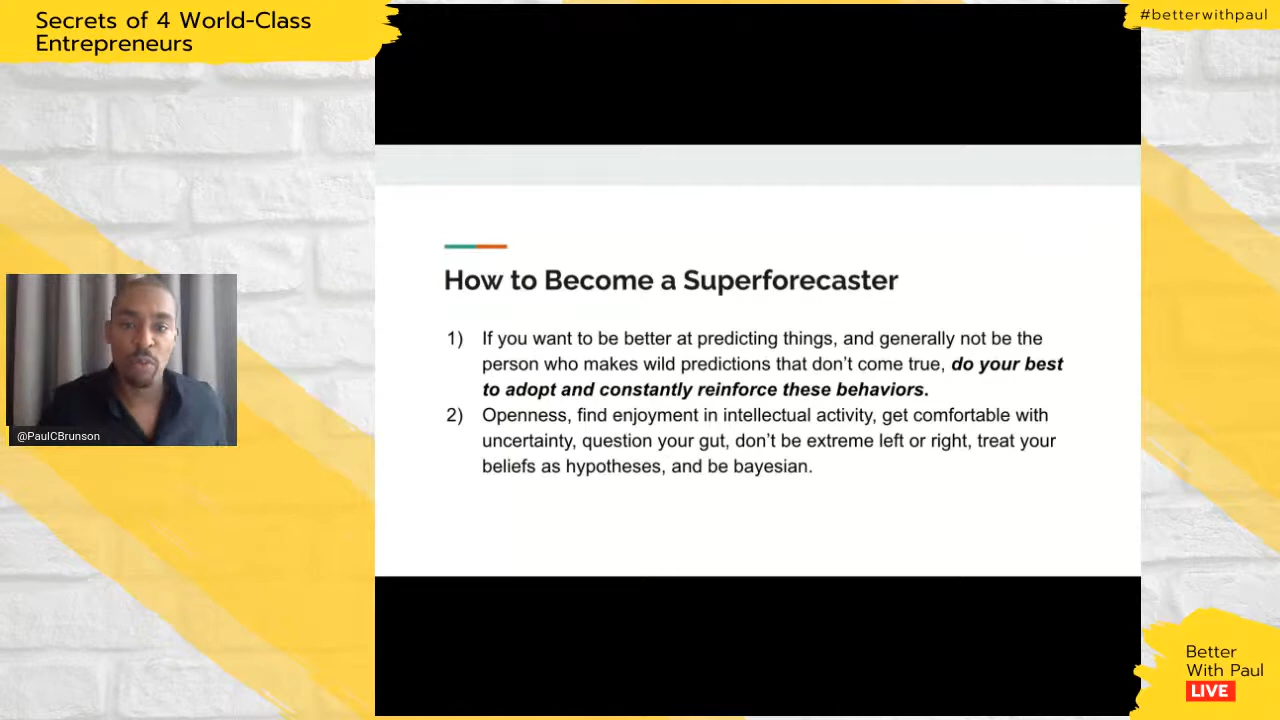 Secrets of 4 World-Class
Entrepreneurs
#betterwithpaul
How to Become a Superforecaster
1) If you want to be better at predicting things, and generally not be the
person who makes wild predictions that don't come true, do your best
to adopt and constantly reinforce these behaviors.
2) Openness, find enjoyment in intellectual activity, get comfortable with
uncertainty, question your gut, don't be extreme left or right, treat your
beliefs as hypotheses, and be bayesian.
@PaulCBrunson
Better
With Paul
LIVE